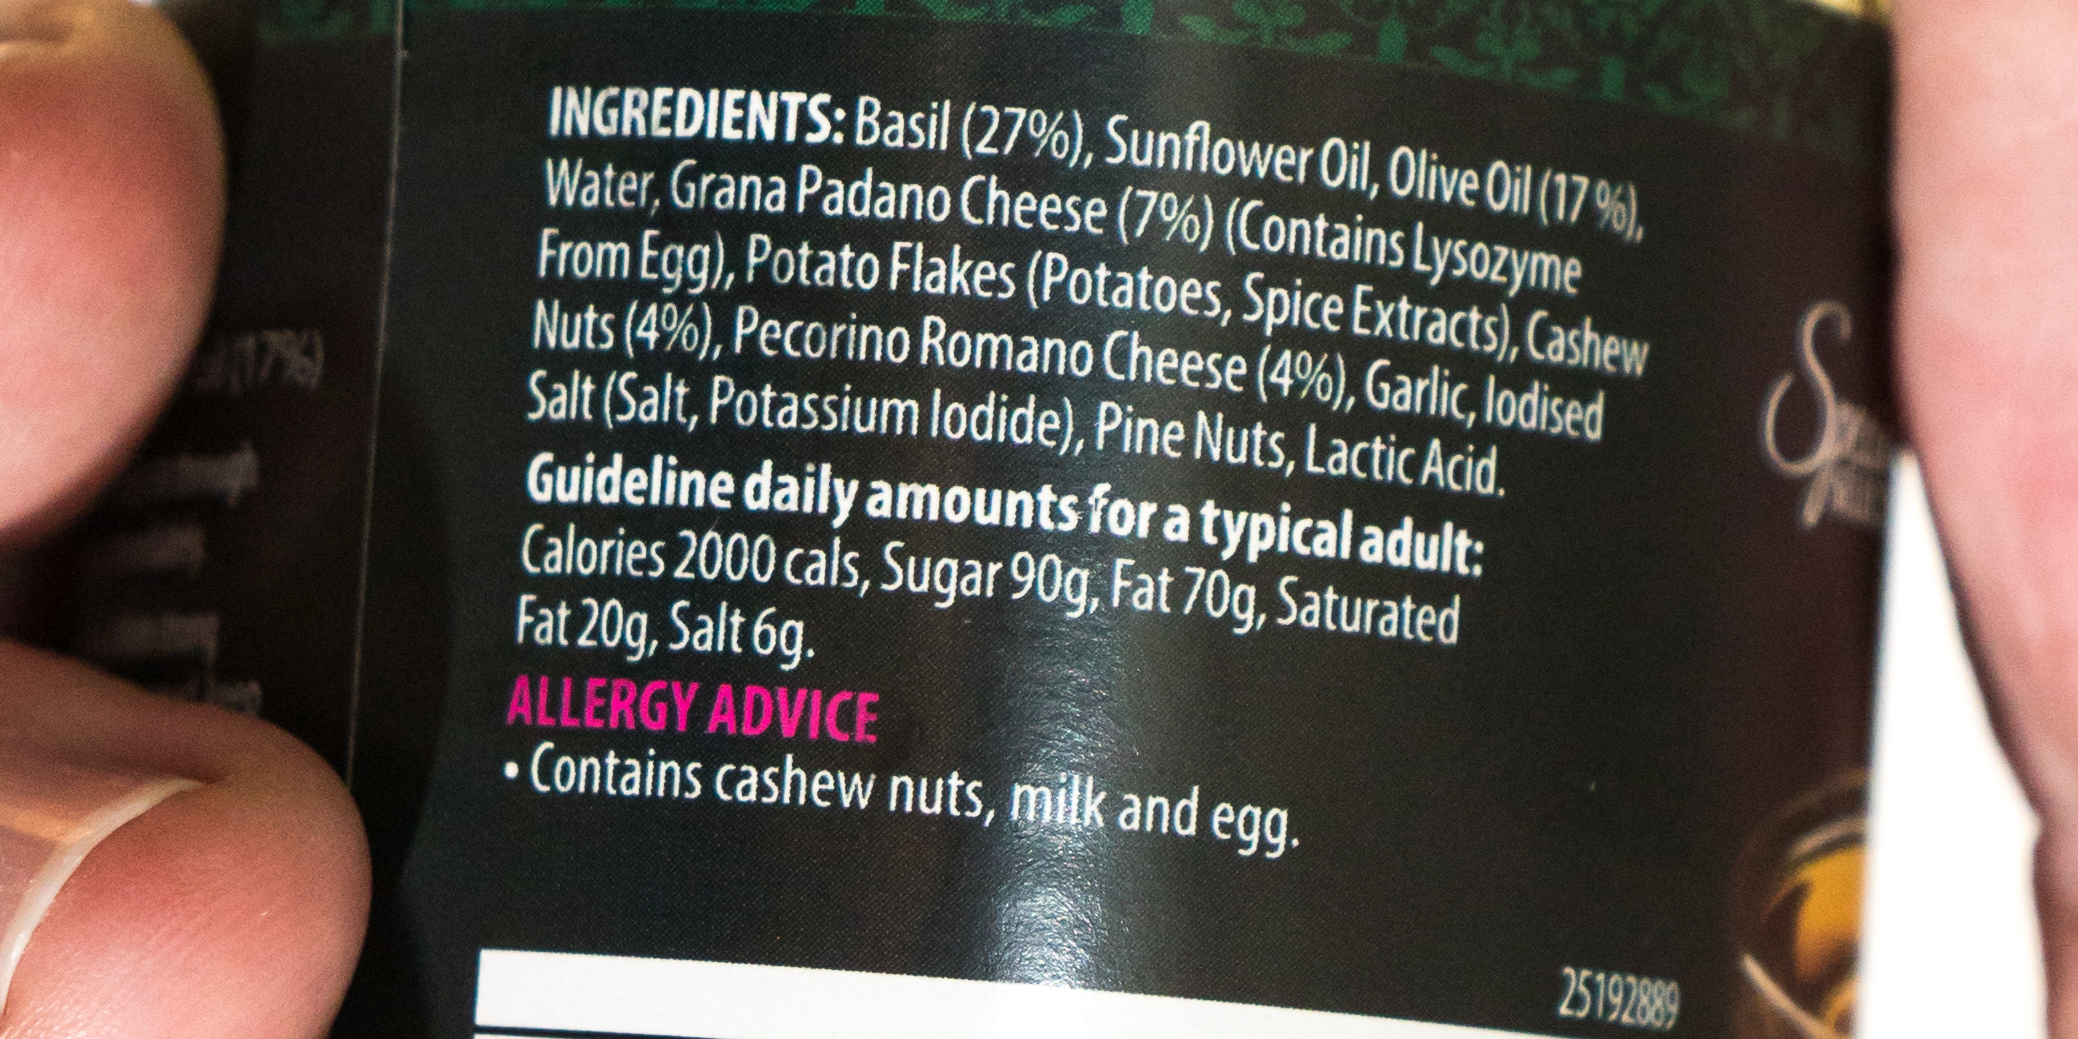 INGREDIENTS: Basil (27%), Sunflower Oil, Olive Oil (17%),
Water, Grana Padano Cheese (7%) (Contains Lysozyme
From Egg), Potato Flakes (Potatoes, Spice Extracts), Cashew
Nuts (4%), Pecorino Romano Cheese (4%), Garlic, Iodised
Salt (Salt, Potassium Iodide), Pine Nuts, Lactic Acid.
Guideline daily amounts for a typical adult:
Calories 2000 cals, Sugar 90g, Fat 70g, Saturated
Fat 20g, Salt 6g.
ALLERGY ADVICE
• Contains cashew nuts, milk and egg.
25192889
(17%)